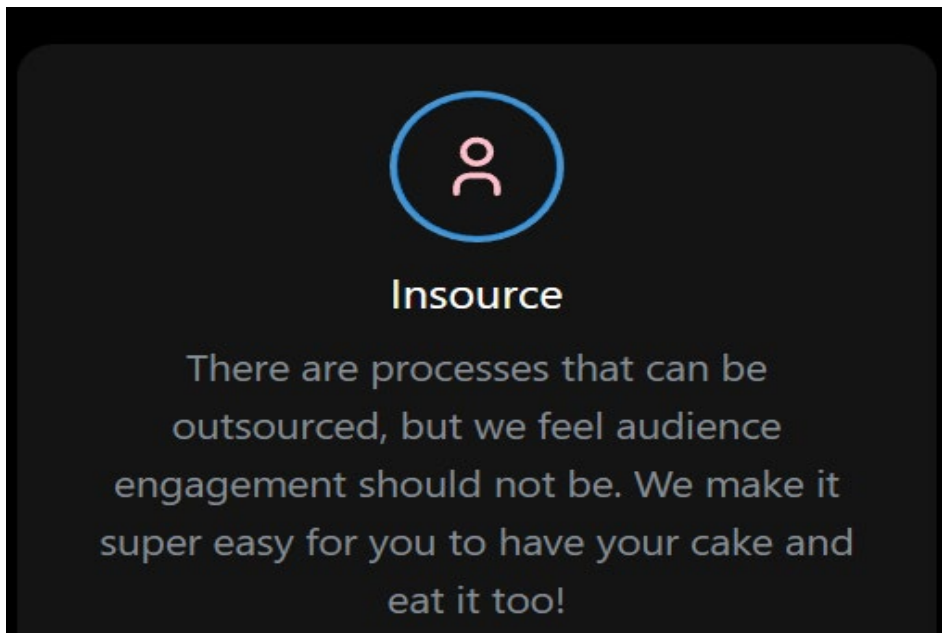 Insource
There are processes that can be
outsourced, but we feel audience
engagement should not be. We make it
super easy for you to have your cake and
eat it too!